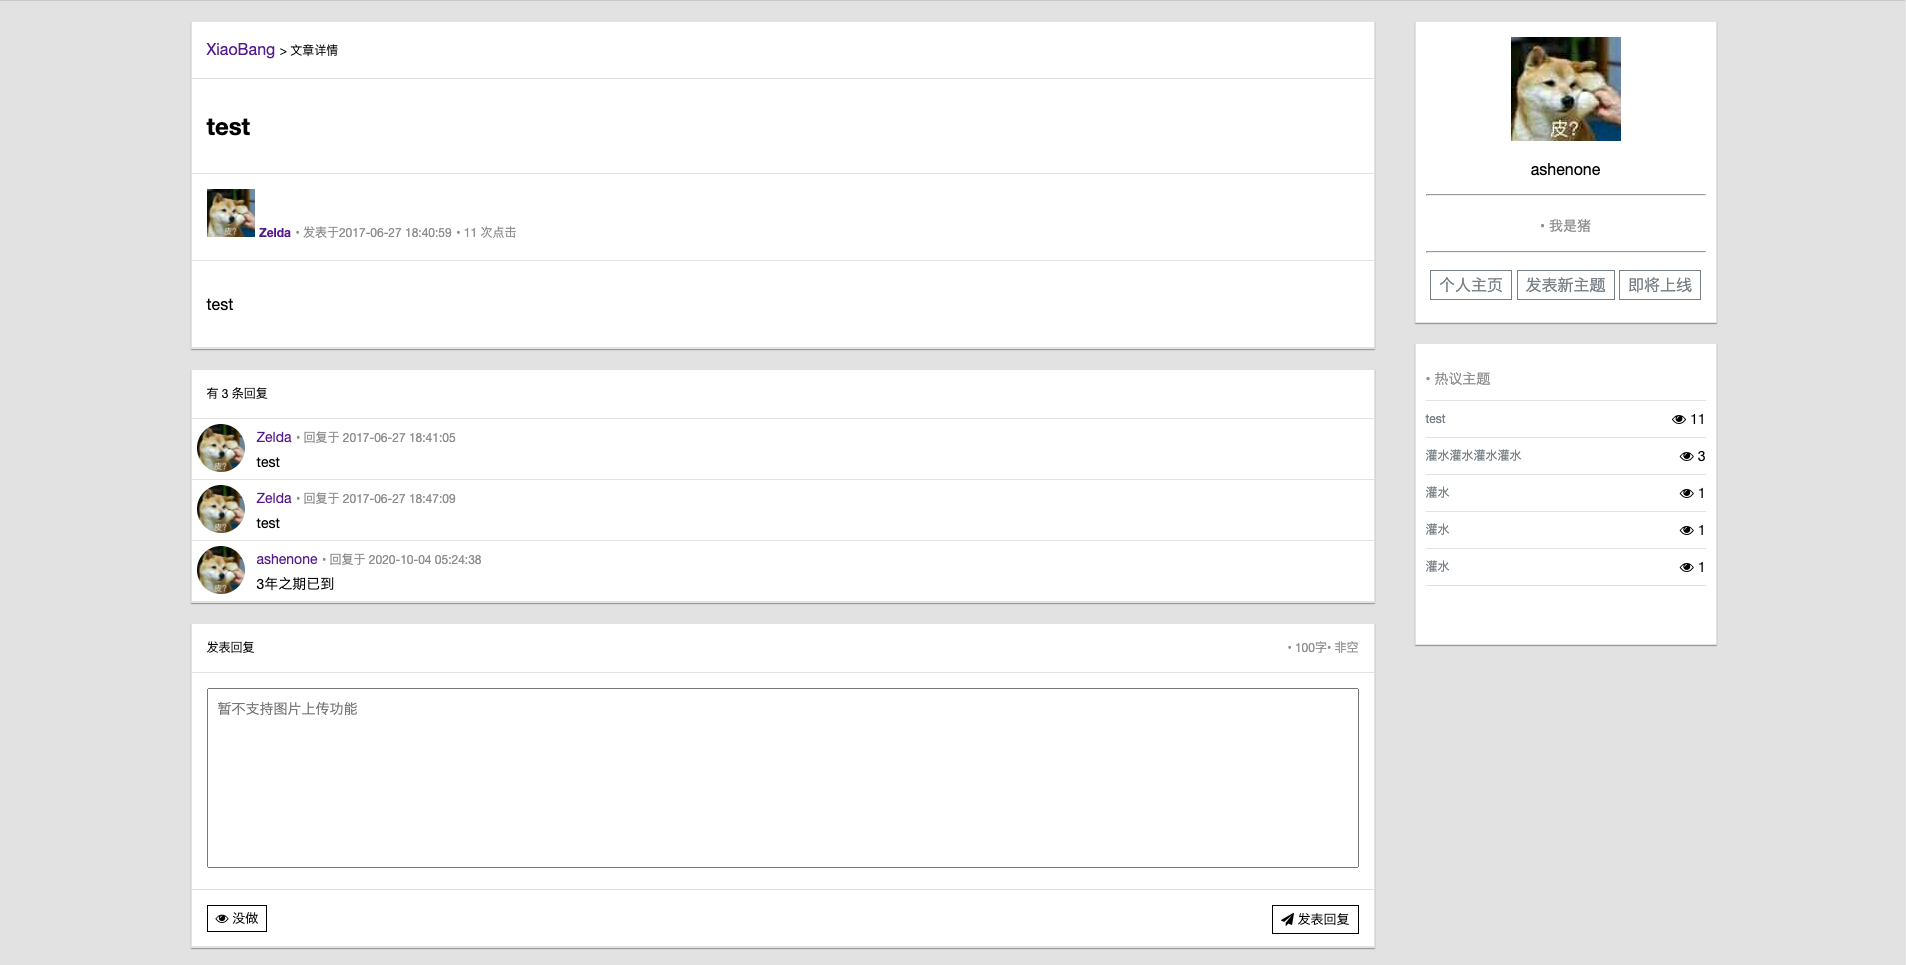 XiaoBang > 文章详情
test
皮?
Zelda • 发表于2017-06-27 18:40:59 • 11 次点击
test
有 3 条回复
皮?
Zelda • 回复于 2017-06-27 18:41:05
test
皮?
Zelda • 回复于 2017-06-27 18:47:09
test
皮?
ashenone • 回复于 2020-10-04 05:24:38
3年之期已到
发表回复 • 100字• 非空
暂不支持图片上传功能
没做 发表回复
皮?
ashenone
• 我是猪
个人主页 发表新主题 即将上线
• 热议主题
test 11
灌水灌水灌水灌水 3
灌水 1
灌水 1
灌水 1